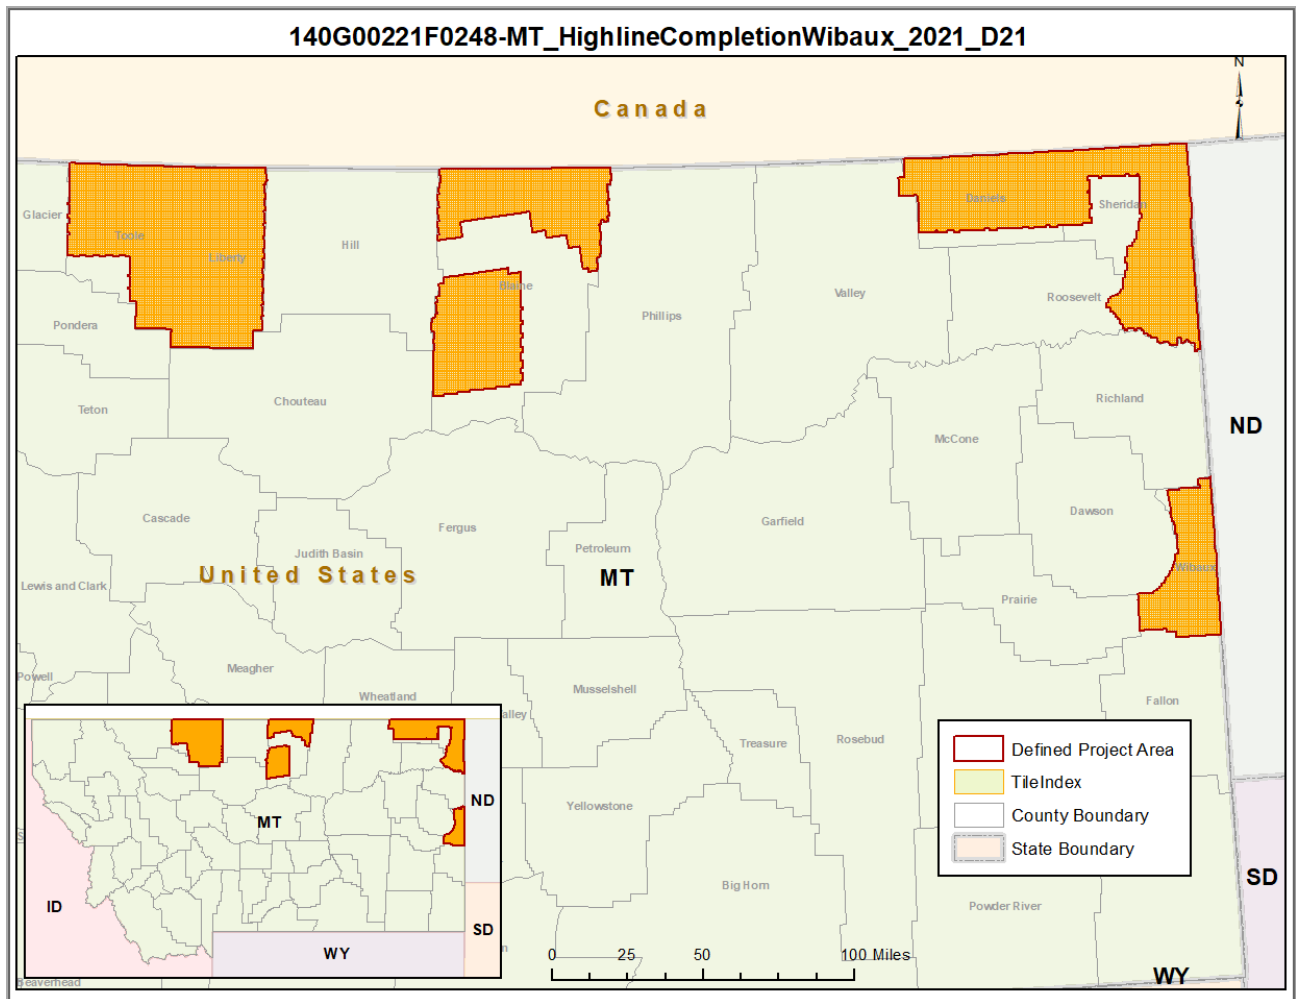 140G00221F0248-MT_HighlineCompletionWibaux_2021_D21
N
Canada
Glacier
Toole
Liberty
Hill
Blaine
Phillips
Valley
Daniels
Sheridan
Roosevelt
Pondera
Teton
Chouteau
Richland
McCone
ND
Cascade
Judith Basin
Fergus
Petroleum
Garfield
Dawson
Wibaux
Lewis and Clark
United States
MT
Prairie
Powell
Meagher
Wheatland
Musselshell
alley
Treasure
Rosebud
Fallon
Yellowstone
Big Horn
Powder River
SD
WY
Beaverhead
n
S
Defined Project Area
TileIndex
County Boundary
State Boundary
MT
ND
ID
SD
WY
0 25 50 100 Miles